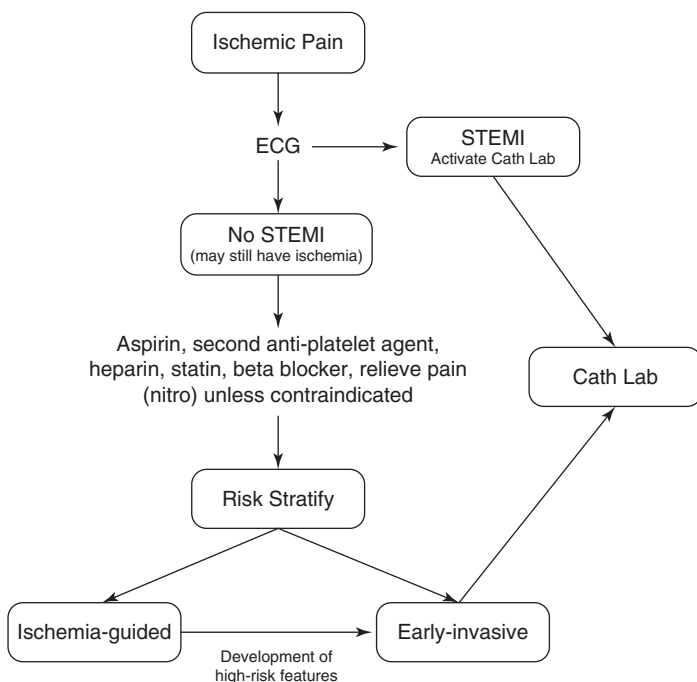 Ischemic Pain
ECG
STEMI
Activate Cath Lab
No STEMI
(may still have ischemia)
Aspirin, second anti-platelet agent,
heparin, statin, beta blocker, relieve pain
(nitro) unless contraindicated
Cath Lab
Risk Stratify
Ischemia-guided
Early-invasive
Development of
high-risk features